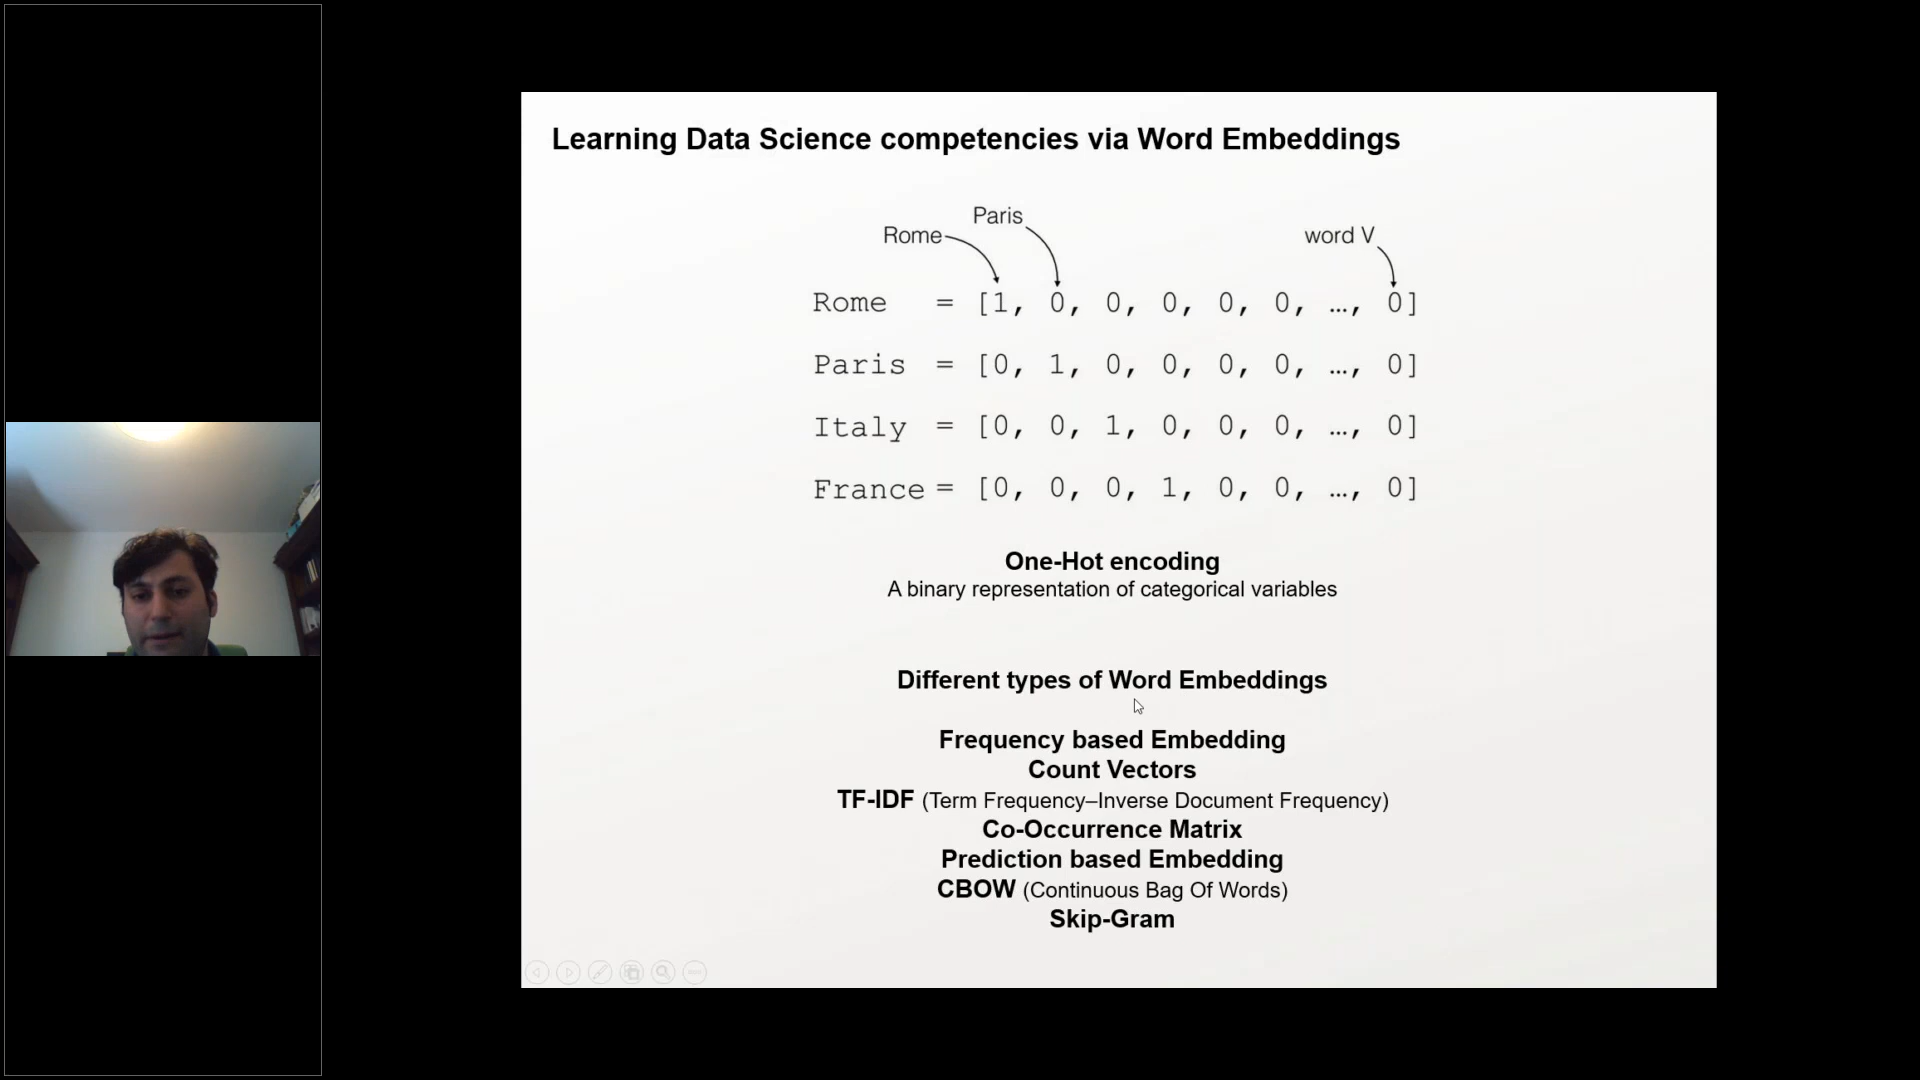 Learning Data Science competencies via Word Embeddings
Paris
Rome
word V
Rome = [1, 0, 0, 0, 0, 0, …, 0]
Paris = [0, 1, 0, 0, 0, 0, …, 0]
Italy = [0, 0, 1, 0, 0, 0, …, 0]
France = [0, 0, 0, 1, 0, 0, …, 0]
One-Hot encoding
A binary representation of categorical variables
Different types of Word Embeddings
Frequency based Embedding
Count Vectors
TF-IDF (Term Frequency–Inverse Document Frequency)
Co-Occurrence Matrix
Prediction based Embedding
CBOW (Continuous Bag Of Words)
Skip-Gram